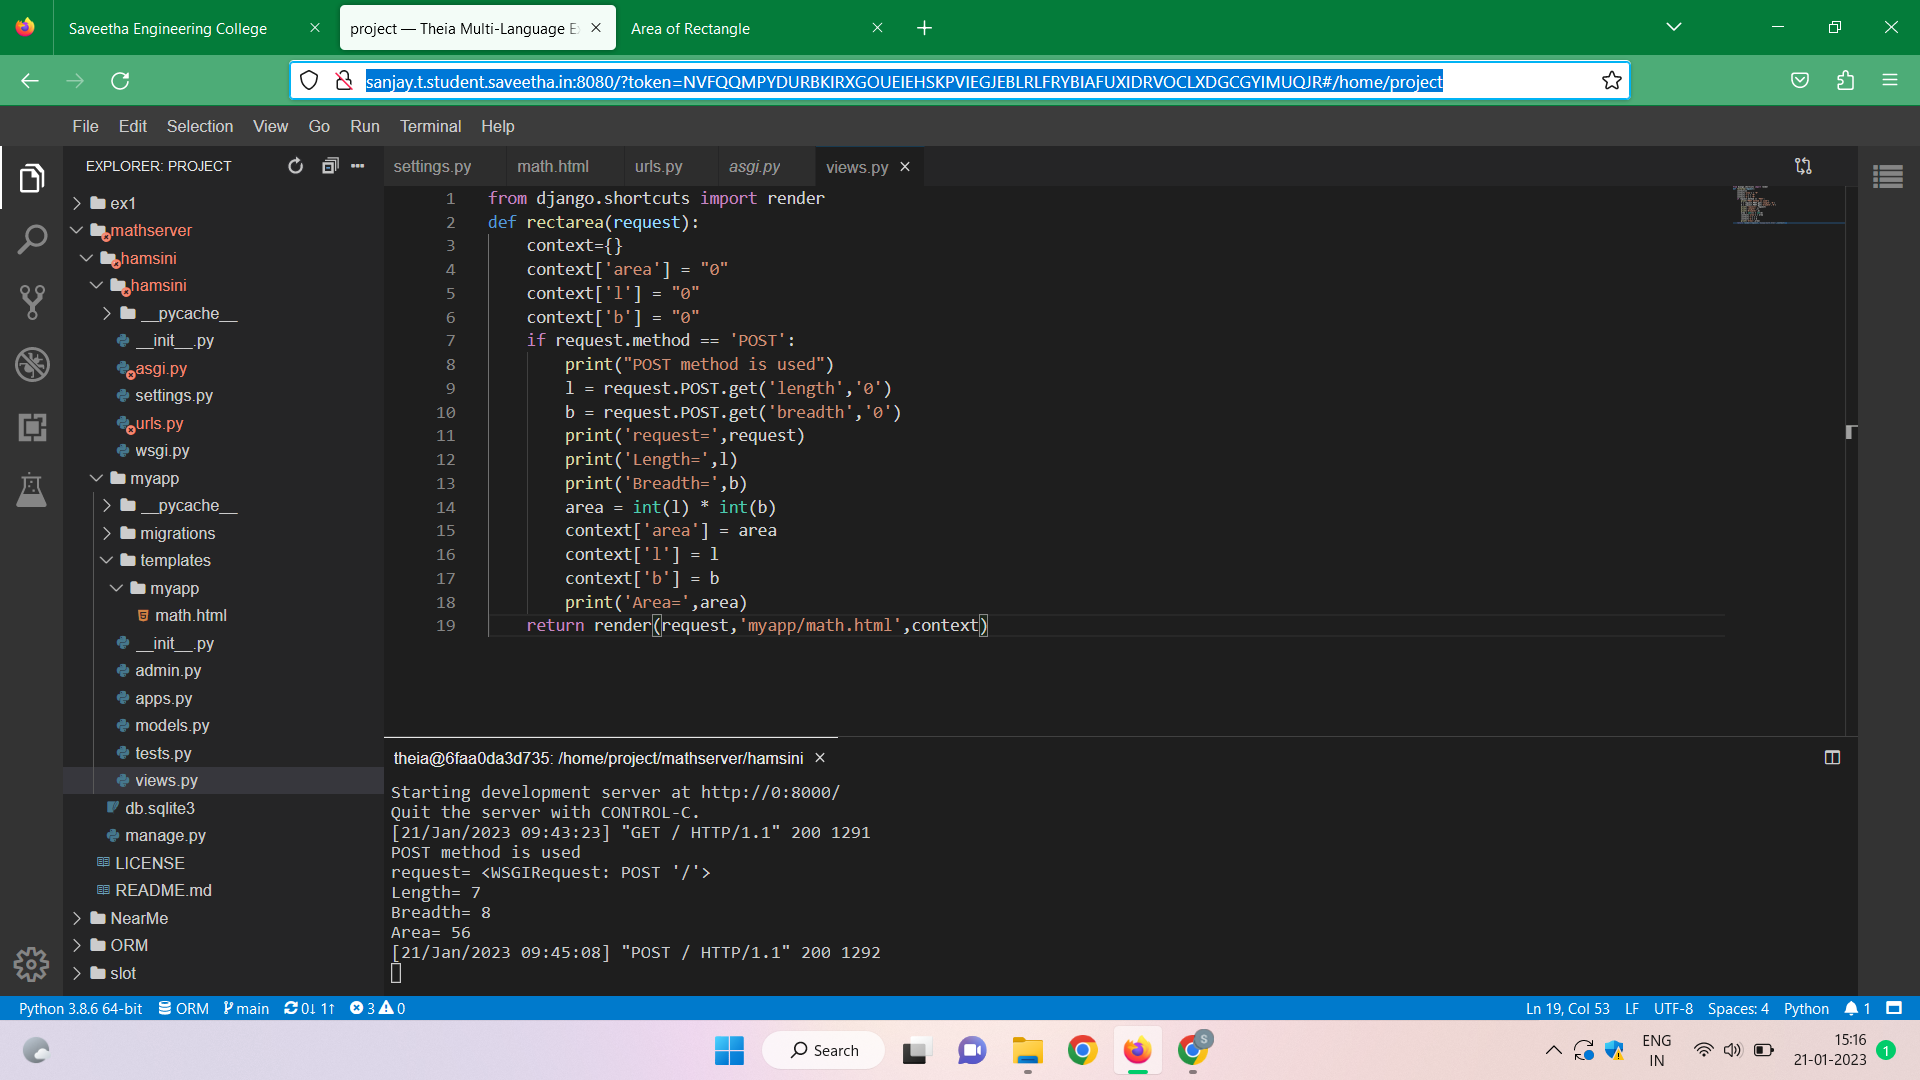 Saveetha Engineering College
project — Theia Multi-Language E
Area of Rectangle
sanjay.t.student.saveetha.in:8080/?token=NVFQQMPYDURBKIRXGOUEIEHSKPVIEGJEBLRLFRYBIAFUXIDRVOCLXDGCGYIMUQJR#/home/project
File Edit Selection View Go Run Terminal Help
EXPLORER: PROJECT
ex1
mathserver
hamsini
hamsini
__pycache__
__init__.py
asgi.py
settings.py
urls.py
wsgi.py
myapp
__pycache__
migrations
templates
myapp
math.html
__init__.py
admin.py
apps.py
models.py
tests.py
views.py
db.sqlite3
manage.py
LICENSE
README.md
NearMe
ORM
slot
settings.py math.html urls.py asgi.py views.py
1 from django.shortcuts import render
2 def rectarea(request):
3 context={}
4 context['area'] = "0"
5 context['l'] = "0"
6 context['b'] = "0"
7 if request.method == 'POST':
8 print("POST method is used")
9 l = request.POST.get('length','0')
10 b = request.POST.get('breadth','0')
11 print('request=',request)
12 print('Length=',l)
13 print('Breadth=',b)
14 area = int(l) * int(b)
15 context['area'] = area
16 context['l'] = l
17 context['b'] = b
18 print('Area=',area)
19 return render(request,'myapp/math.html',context)
theia@6faa0da3d735: /home/project/mathserver/hamsini
Starting development server at http://0:8000/
Quit the server with CONTROL-C.
[21/Jan/2023 09:43:23] "GET / HTTP/1.1" 200 1291
POST method is used
request= <WSGIRequest: POST '/'>
Length= 7
Breadth= 8
Area= 56
[21/Jan/2023 09:45:08] "POST / HTTP/1.1" 200 1292
Python 3.8.6 64-bit ORM main 0↓ 1↑ 3 0
Ln 19, Col 53 LF UTF-8 Spaces: 4 Python 1
Search
S
ENG
IN
15:16
21-01-2023
1